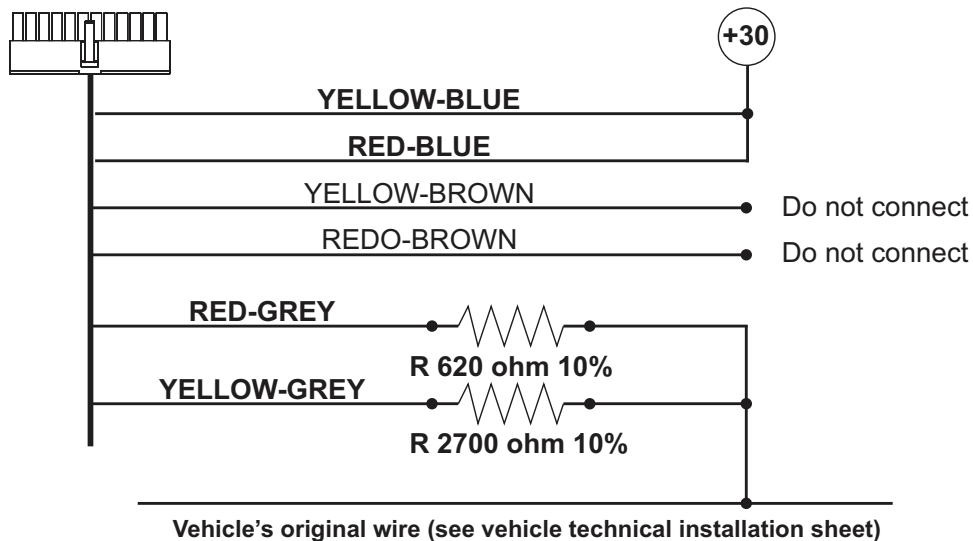 +30
YELLOW-BLUE
RED-BLUE
YELLOW-BROWN
Do not connect
REDO-BROWN
Do not connect
RED-GREY
R 620 ohm 10%
YELLOW-GREY
R 2700 ohm 10%
Vehicle's original wire (see vehicle technical installation sheet)